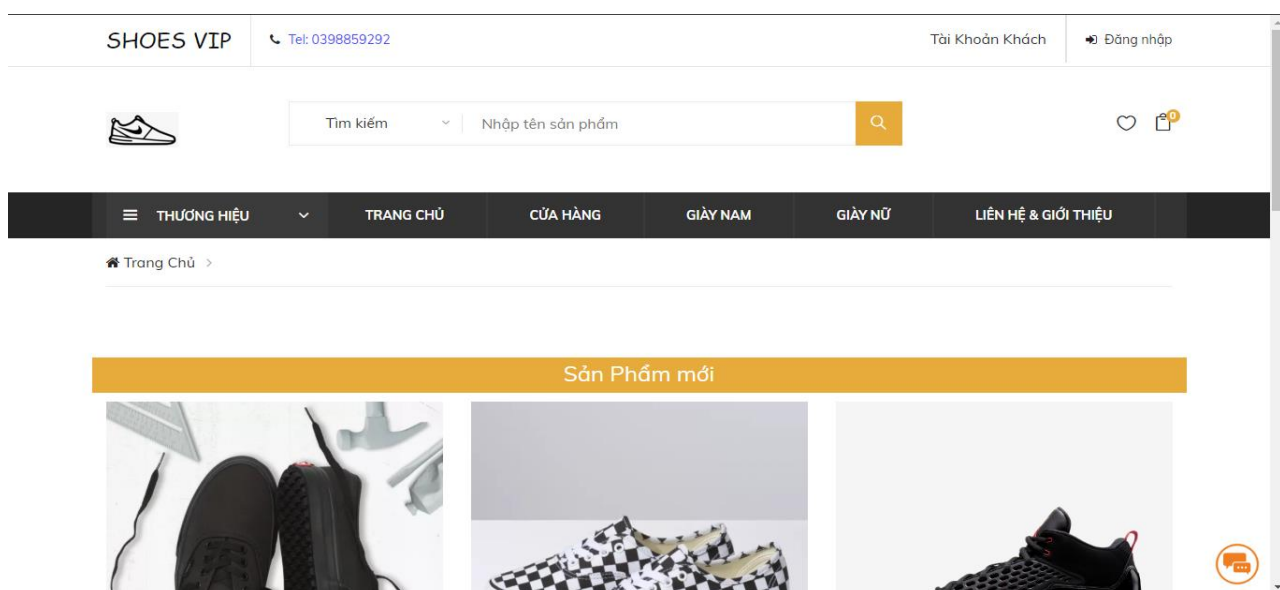 SHOES VIP
Tel: 0398859292
Tài Khoản Khách
Đăng nhập
Tìm kiếm
Nhập tên sản phẩm
0
THƯƠNG HIỆU
TRANG CHỦ
CỬA HÀNG
GIÀY NAM
GIÀY NỮ
LIÊN HỆ & GIỚI THIỆU
Trang Chủ >
Sản Phẩm mới